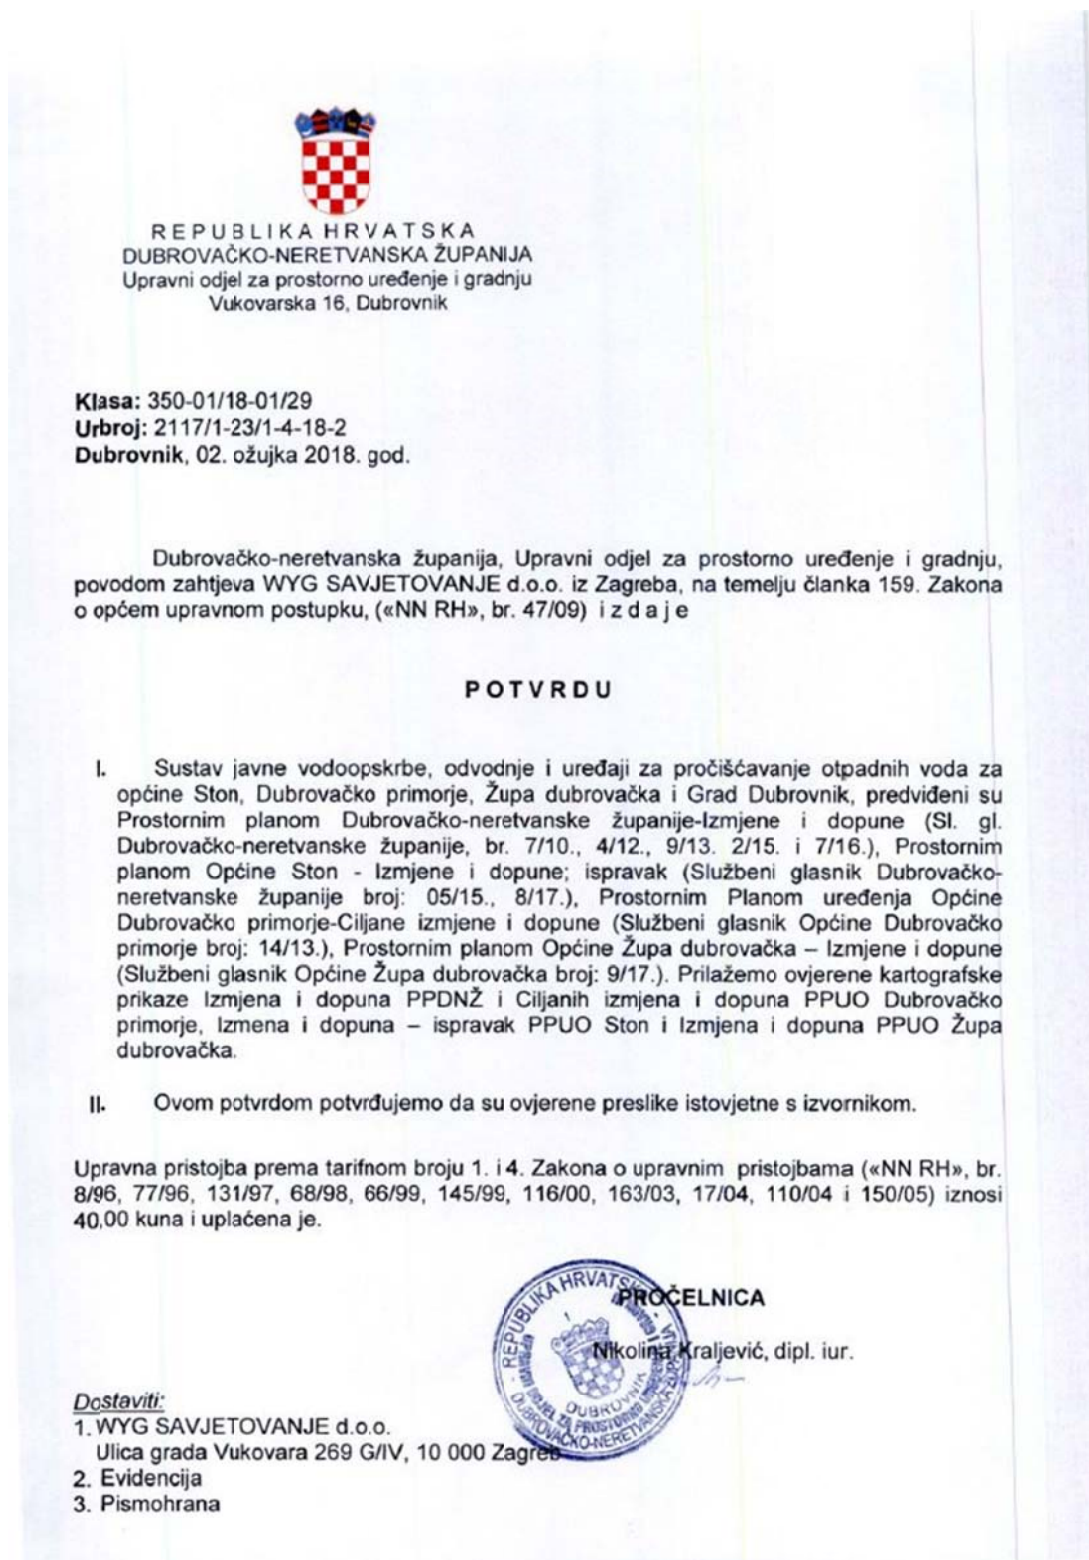 REPUBLIKA HRVATSKA
DUBROVAČKO-NERETVANSKA ŽUPANIJA
Upravni odjel za prostorno uređenje i gradnju
Vukovarska 16, Dubrovnik
Klasa: 350-01/18-01/29
Urbroj: 2117/1-23/1-4-18-2
Dubrovnik, 02. ožujka 2018. god.
Dubrovačko-neretvanska županija, Upravni odjel za prostorno uređenje i gradnju,
povodom zahtjeva WYG SAVJETOVANJE d.o.o. iz Zagreba, na temelju članka 159. Zakona
o općem upravnom postupku, («NN RH», br. 47/09) i z d a j e
P O T V R D U
I. Sustav javne vodoopskrbe, odvodnje i uređaji za pročišćavanje otpadnih voda za
općine Ston, Dubrovačko primorje, Župa dubrovačka i Grad Dubrovnik, predviđeni su
Prostornim planom Dubrovačko-neretvanske županije-Izmjene i dopune (Sl. gl.
Dubrovačko-neretvanske županije, br. 7/10., 4/12., 9/13. 2/15. i 7/16.), Prostornim
planom Općine Ston - Izmjene i dopune; ispravak (Službeni glasnik Dubrovačko-
neretvanske županije broj: 05/15., 8/17.), Prostornim Planom uređenja Općine
Dubrovačko primorje-Ciljane izmjene i dopune (Službeni glasnik Općine Dubrovačko
primorje broj: 14/13.), Prostornim planom Općine Župa dubrovačka – Izmjene i dopune
(Službeni glasnik Općine Župa dubrovačka broj: 9/17.). Prilažemo ovjerene kartografske
prikaze Izmjena i dopuna PPDNŽ i Ciljanih izmjena i dopuna PPUO Dubrovačko
primorje, Izmena i dopuna – ispravak PPUO Ston i Izmjena i dopuna PPUO Župa
dubrovačka.
II. Ovom potvrdom potvrđujemo da su ovjerene preslike istovjetne s izvornikom.
Upravna pristojba prema tarifnom broju 1. i 4. Zakona o upravnim pristojbama («NN RH», br.
8/96, 77/96, 131/97, 68/98, 66/99, 145/99, 116/00, 163/03, 17/04, 110/04 i 150/05) iznosi
40,00 kuna i uplaćena je.
PROČELNICA
Nikolina Kraljević, dipl. iur.
REPUBLIKA HRVATSKA
DUBROVAČKO-NERETVANSKA ŽUPANIJA
UPRAVNI ODJEL ZA PROSTORNO UREĐENJE I GRADNJU
DUBROVNIK
Dostaviti:
1. WYG SAVJETOVANJE d.o.o.
Ulica grada Vukovara 269 G/IV, 10 000 Zagreb
2. Evidencija
3. Pismohrana